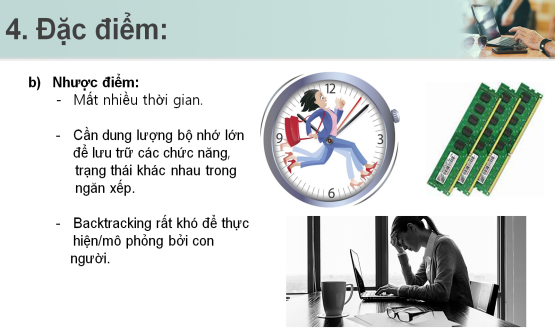 4. Đặc điểm:
b) Nhược điểm:
- Mất nhiều thời gian.
- Cần dung lượng bộ nhớ lớn
để lưu trữ các chức năng,
trạng thái khác nhau trong
ngăn xếp.
- Backtracking rất khó để thực
hiện/mô phỏng bởi con
người.
12
3
6
9